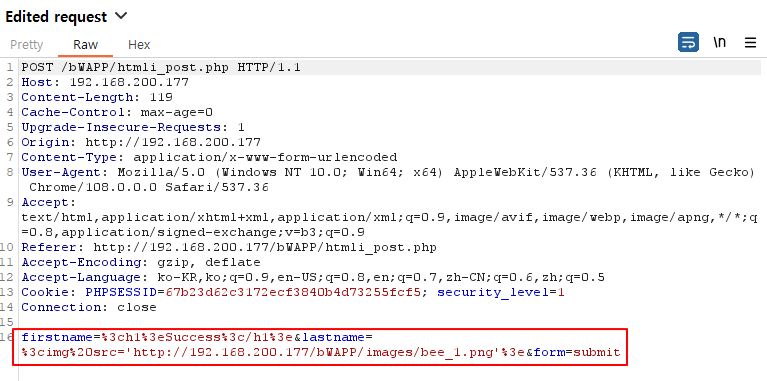 Edited request
Pretty Raw Hex \n
1 POST /bWAPP/htmli_post.php HTTP/1.1
2 Host: 192.168.200.177
3 Content-Length: 119
4 Cache-Control: max-age=0
5 Upgrade-Insecure-Requests: 1
6 Origin: http://192.168.200.177
7 Content-Type: application/x-www-form-urlencoded
8 User-Agent: Mozilla/5.0 (Windows NT 10.0; Win64; x64) AppleWebKit/537.36 (KHTML, like Gecko)
Chrome/108.0.0.0 Safari/537.36
9 Accept:
text/html,application/xhtml+xml,application/xml;q=0.9,image/avif,image/webp,image/apng,*/*;q
=0.8,application/signed-exchange;v=b3;q=0.9
10 Referer: http://192.168.200.177/bWAPP/htmli_post.php
11 Accept-Encoding: gzip, deflate
12 Accept-Language: ko-KR,ko;q=0.9,en-US;q=0.8,en;q=0.7,zh-CN;q=0.6,zh;q=0.5
13 Cookie: PHPSESSID=67b23d62c3172ecf3840b4d73255fcf5; security_level=1
14 Connection: close
15
16 firstname=%3ch1%3eSuccess%3c/h1%3e&lastname=
%3cimg%20src='http://192.168.200.177/bWAPP/images/bee_1.png'%3e&form=submit